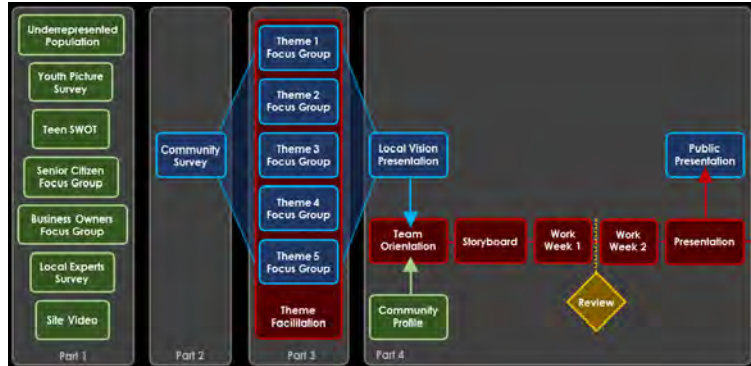 Underrepresented
Population
Youth Picture
Survey
Teen SWOT
Senior Citizen
Focus Group
Business Owners
Focus Group
Local Experts
Survey
Site Video
Part 1
Community
Survey
Part 2
Theme 1
Focus Group
Theme 2
Focus Group
Theme 3
Focus Group
Theme 4
Focus Group
Theme 5
Focus Group
Theme
Facilitation
Part 3
Local Vision
Presentation
Public
Presentation
Team
Orientation
Storyboard
Work
Week 1
Work
Week 2
Presentation
Review
Community
Profile
Part 4